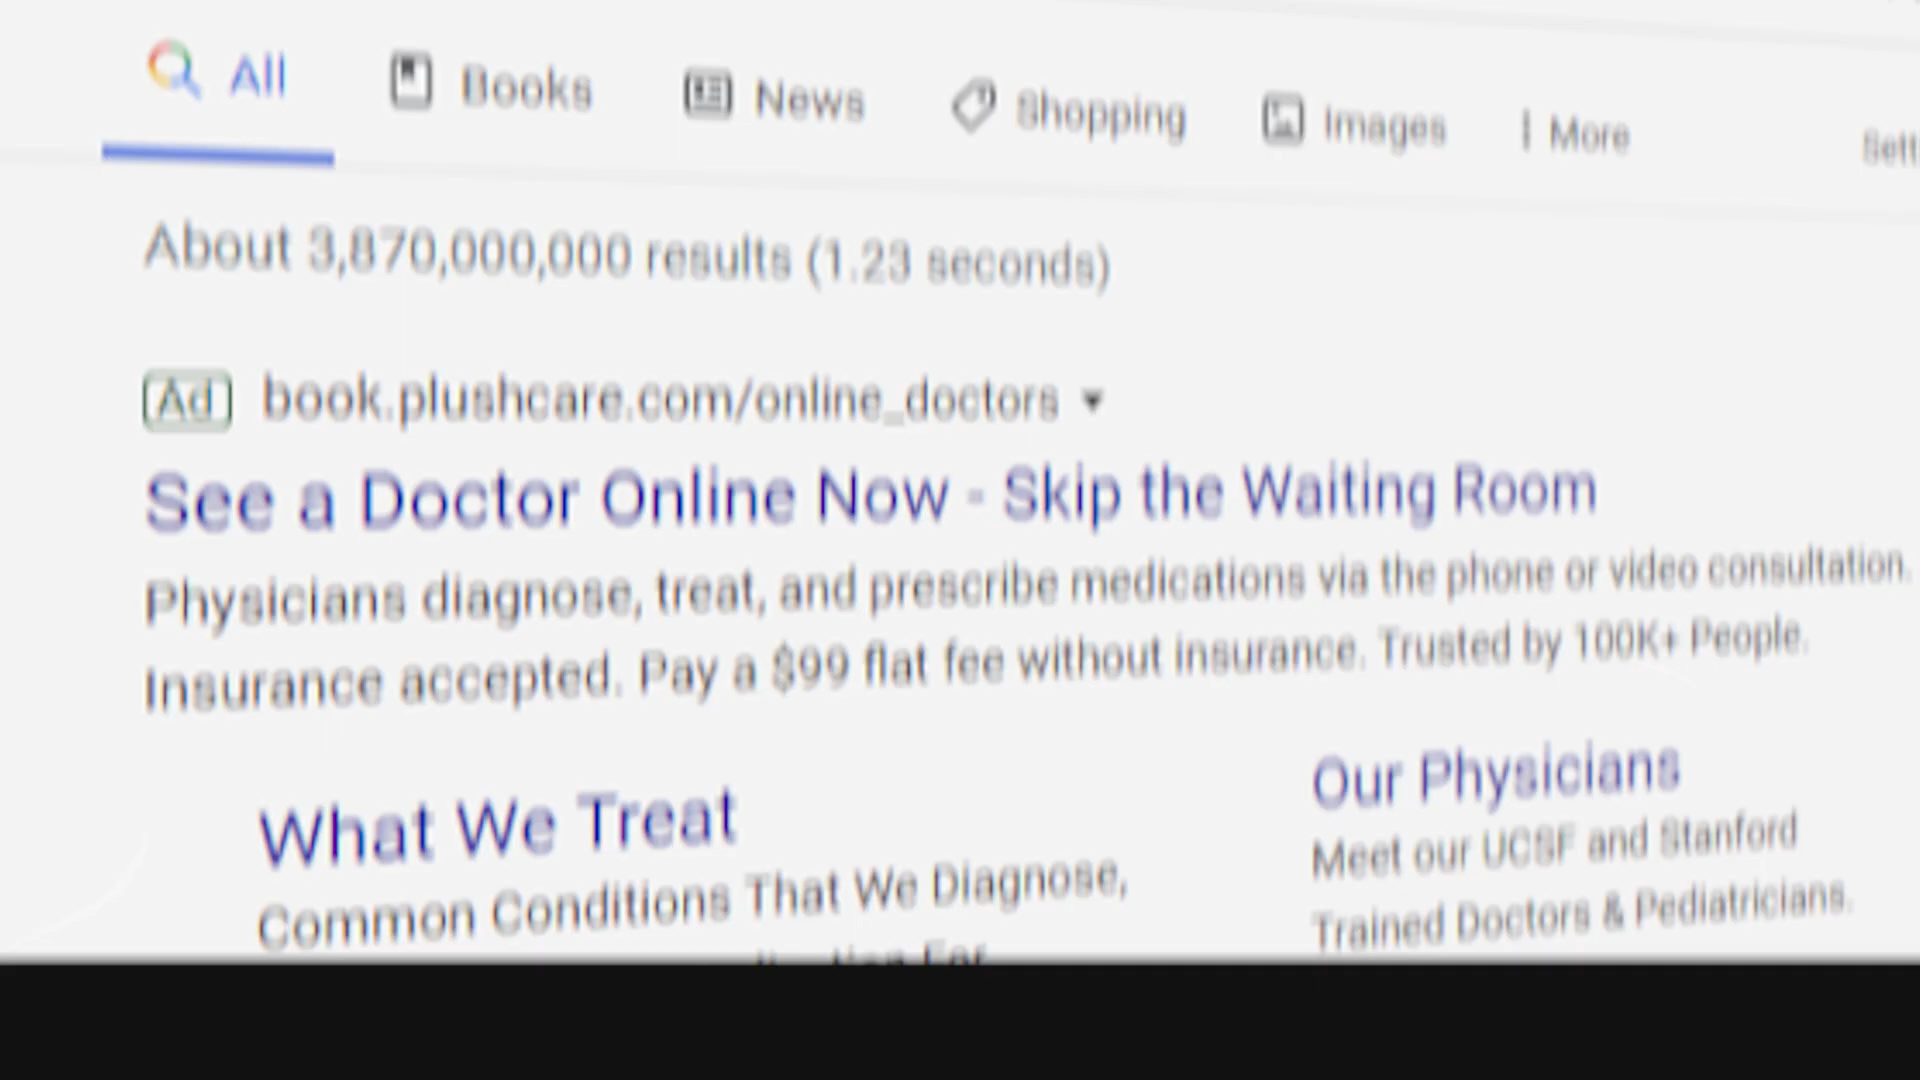 All Books News Shopping Images More
About 3,870,000,000 results (1.23 seconds)
Ad book.plushcare.com/online_doctors
See a Doctor Online Now - Skip the Waiting Room
Physicians diagnose, treat, and prescribe medications via the phone or video consultation.
Insurance accepted. Pay a $99 flat fee without insurance. Trusted by 100K+ People.
What We Treat
Common Conditions That We Diagnose,
For
Our Physicians
Meet our UCSF and Stanford
Trained Doctors & Pediatricians.